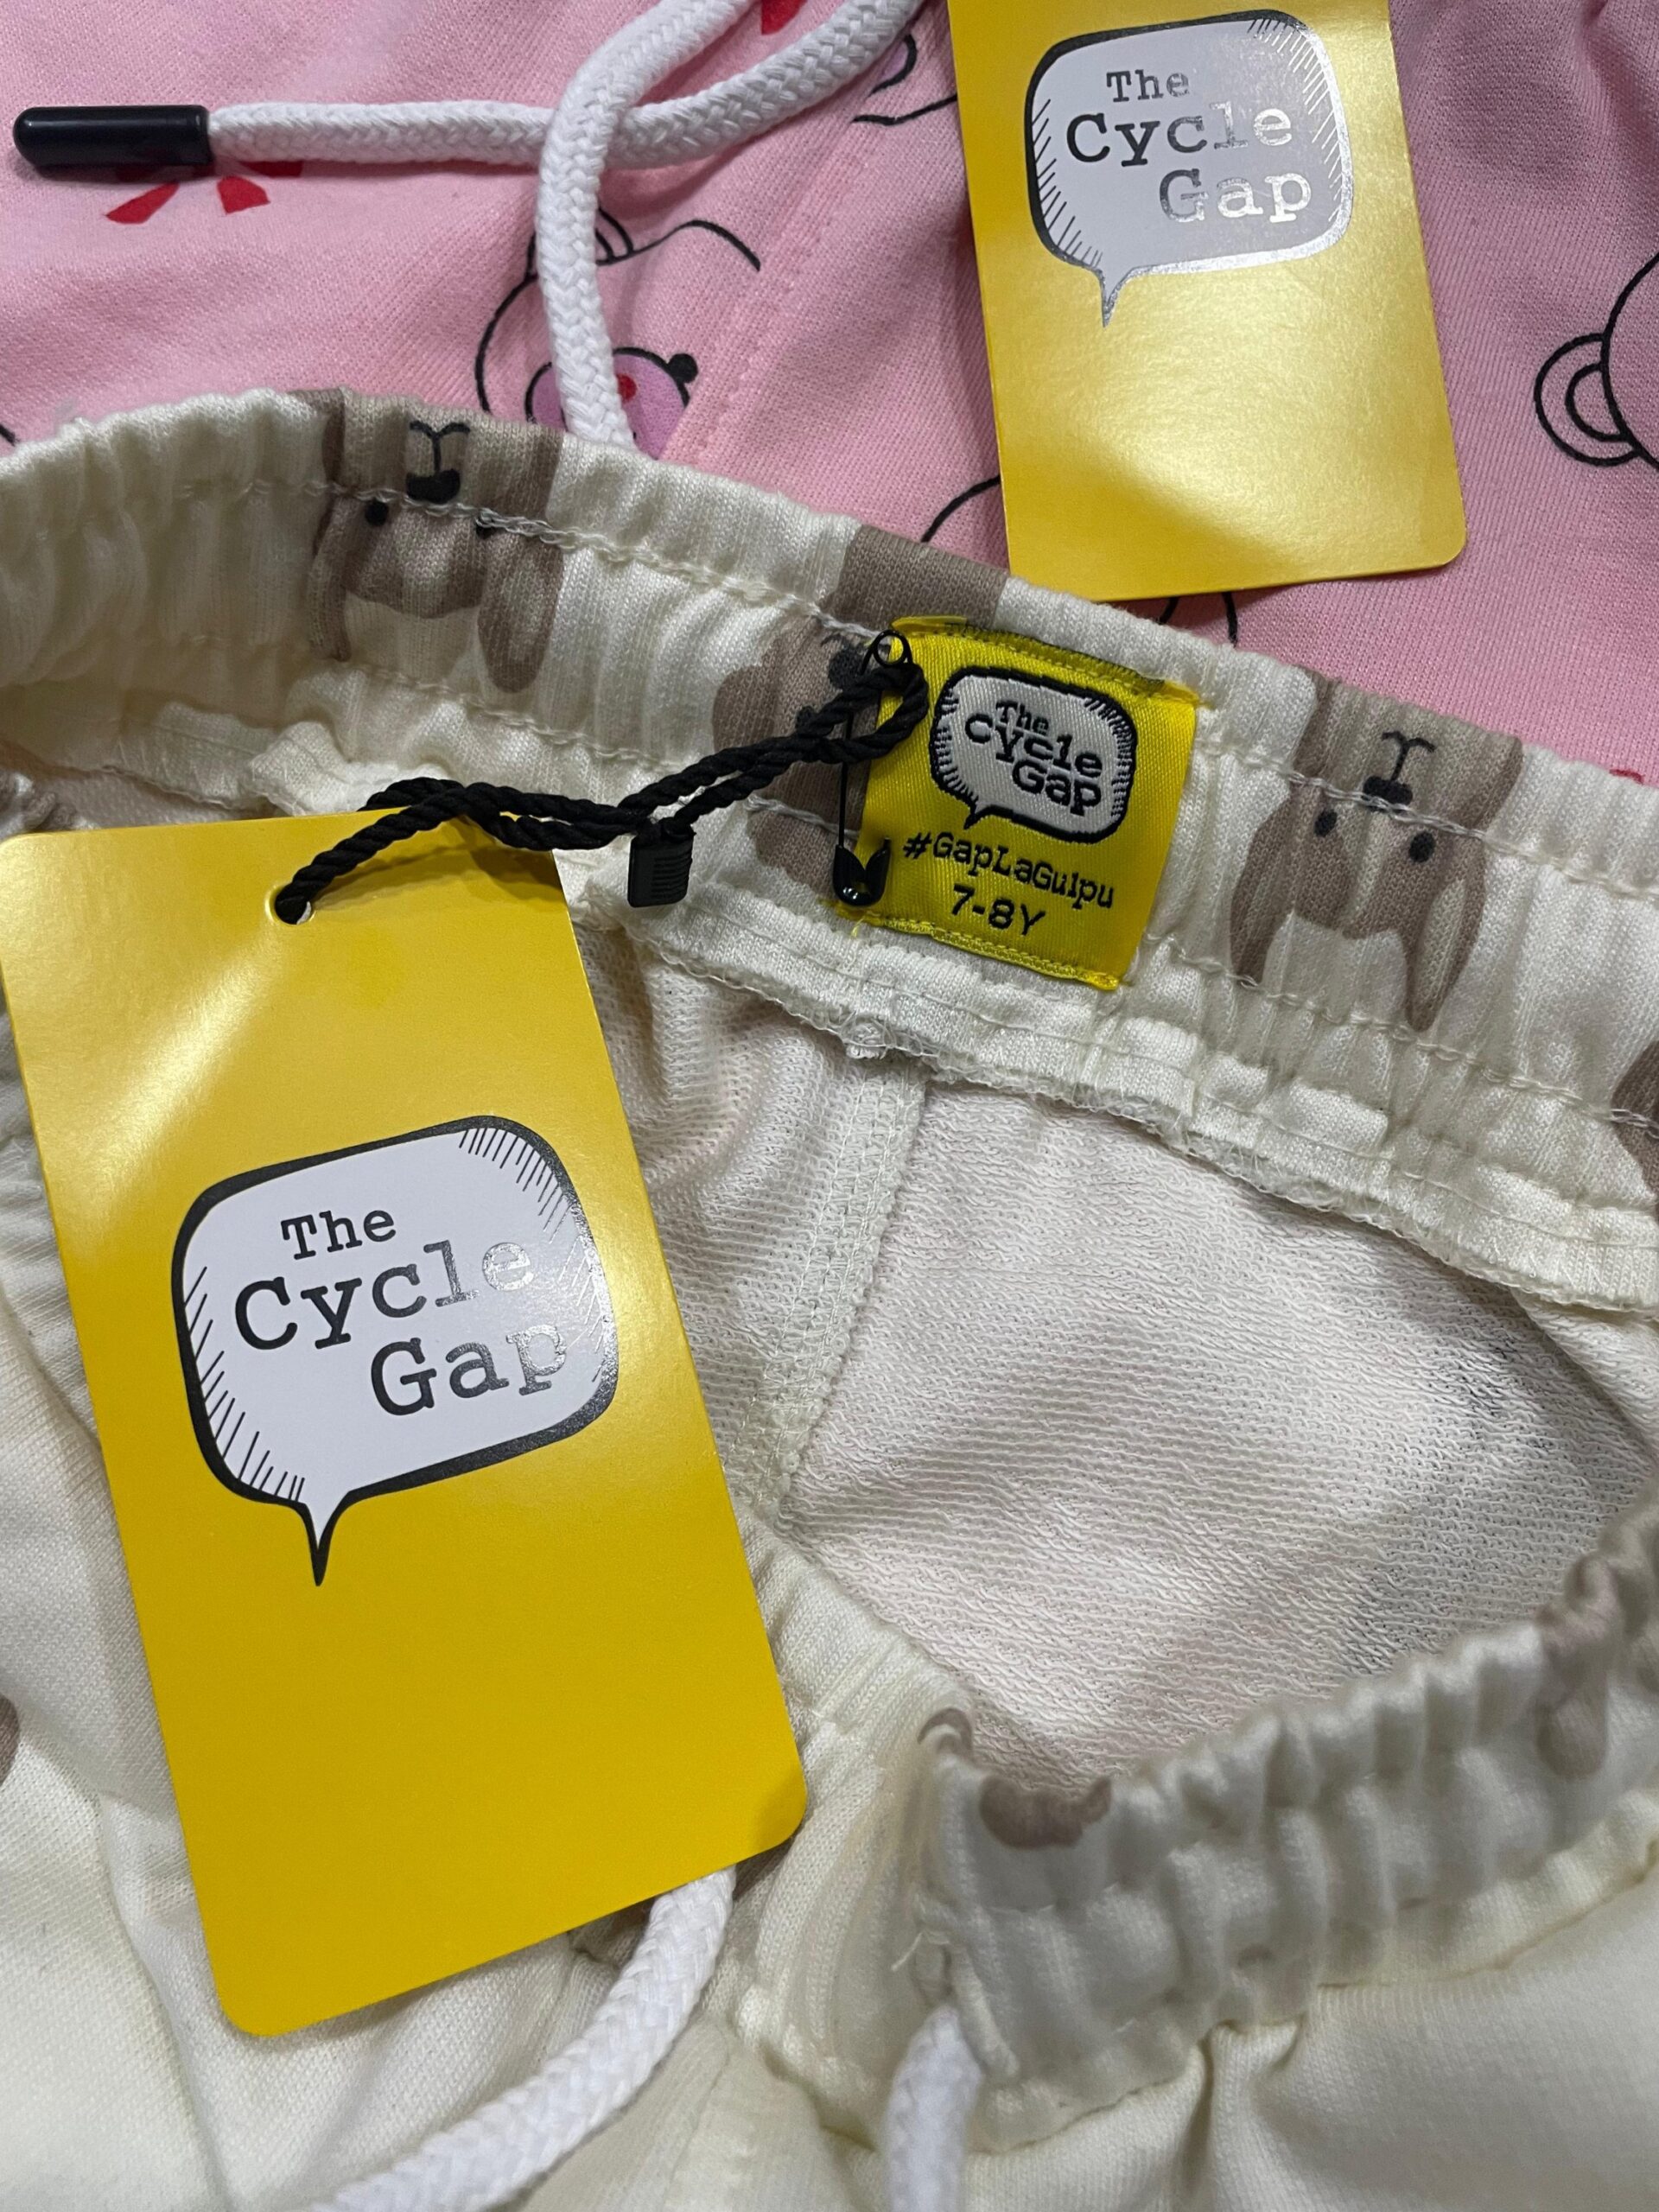 The
Cycle
Gap
The
Cycle
Gap
#GapLaGulpu
7-8Y
The
Cycle
Gap